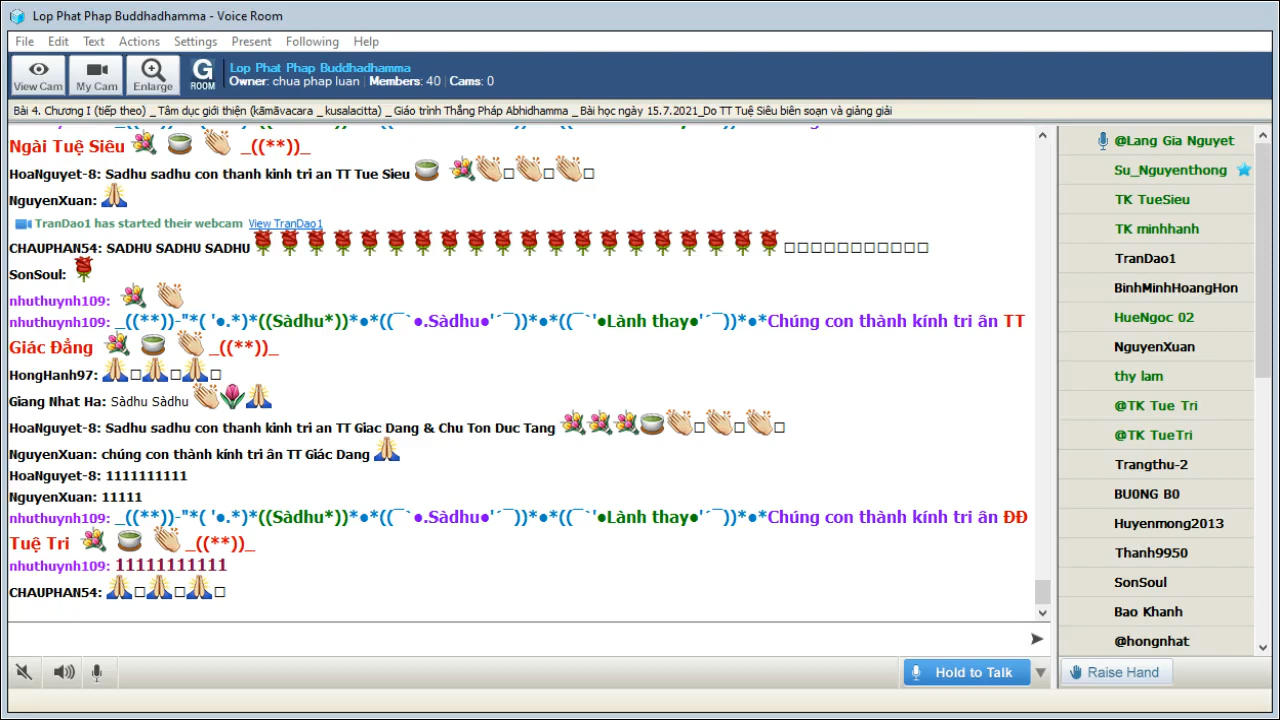 Lop Phat Phap Buddhadhamma - Voice Room
File Edit Text Actions Settings Present Following Help
View Cam My Cam Enlarge G ROOM
Lop Phat Phap Buddhadhamma
Owner: chua phap luan | Members: 40 | Cams: 0
Bài 4. Chương I (tiếp theo) _ Tâm dục giới thiện (kāmāvacara _ kusalacitta) _ Giáo trình Thắng Pháp Abhidhamma _ Bài học ngày 15.7.2021_Do TT Tuệ Siêu biên soạn và giảng giải
Ngài Tuệ Siêu 💐 🍵 👏 _((**))_
HoaNguyet-8: Sadhu sadhu con thanh kinh tri an TT Tue Sieu 🍵 💐👏□👏□👏□
NguyenXuan: 🙏
TranDao1 has started their webcam View TranDao1
CHAUPHAN54: SADHU SADHU SADHU 🌹🌹🌹🌹🌹🌹🌹🌹🌹🌹🌹🌹🌹🌹🌹🌹🌹🌹🌹🌹 □□□□□□□□□□□
SonSoul: 🌹
nhuthuynh109: 💐 👏
nhuthuynh109: _((**))-"*( '●.*)*((Sàdhu*))*●*((¯`●.Sàdhu●'´¯))*●*((¯`'●Lành thay●'´¯))*●*Chúng con thành kính tri ân TT
Giác Đẳng 💐 🍵 👏 _((**))_
HongHanh97: 🙏□🙏□🙏□
Giang Nhat Ha: Sàdhu Sàdhu 👏🌷🙏
HoaNguyet-8: Sadhu sadhu con thanh kinh tri an TT Giac Dang & Chu Ton Duc Tang 💐💐💐🍵👏□👏□👏□
NguyenXuan: chúng con thành kính tri ân TT Giác Dang 🙏
HoaNguyet-8: 1111111111
NguyenXuan: 11111
nhuthuynh109: _((**))-"*( '●.*)*((Sàdhu*))*●*((¯`●.Sàdhu●'´¯))*●*((¯`'●Lành thay●'´¯))*●*Chúng con thành kính tri ân ĐĐ
Tuệ Tri 💐 🍵 👏 _((**))_
nhuthuynh109: 11111111111
CHAUPHAN54: 🙏□🙏□🙏□
Hold to Talk
@Lang Gia Nguyet
Su_Nguyenthong
TK TueSieu
TK minhhanh
TranDao1
BinhMinhHoangHon
HueNgoc 02
NguyenXuan
thy lam
@TK Tue Tri
@TK TueTri
Trangthu-2
BU0NG B0
Huyenmong2013
Thanh9950
SonSoul
Bao Khanh
@hongnhat
Raise Hand